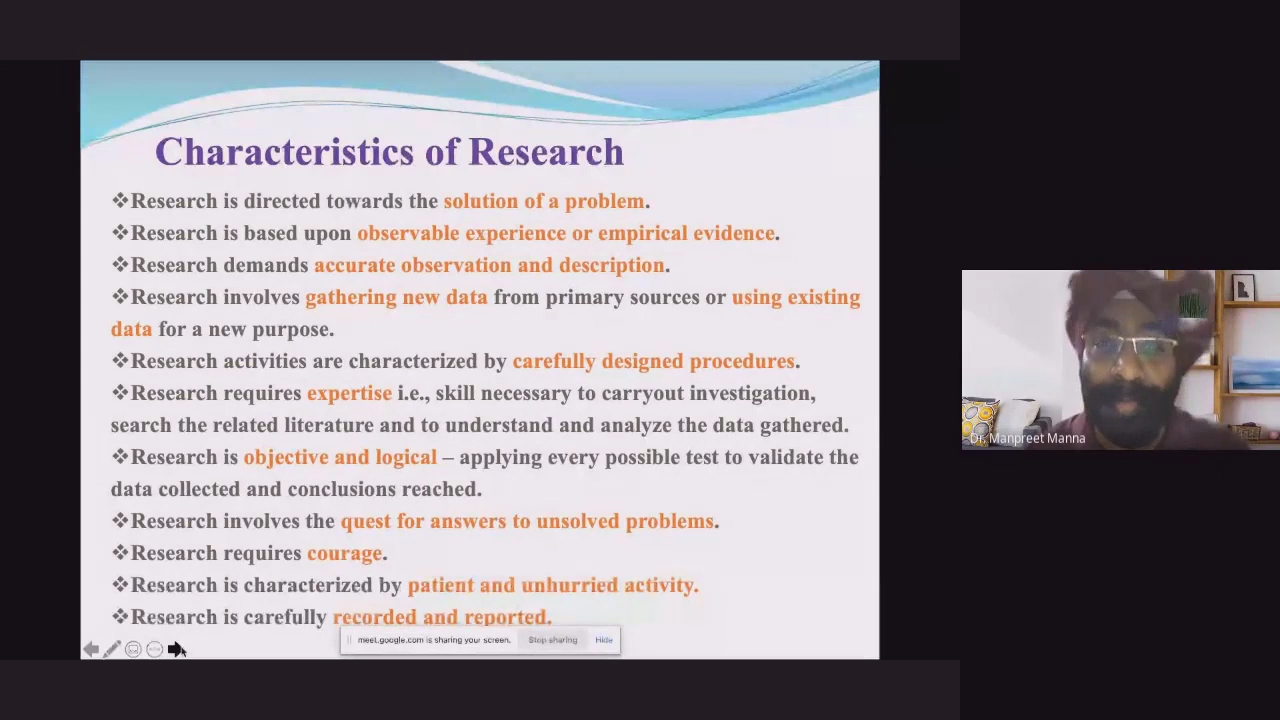 Characteristics of Research
❖Research is directed towards the solution of a problem.
❖Research is based upon observable experience or empirical evidence.
❖Research demands accurate observation and description.
❖Research involves gathering new data from primary sources or using existing
data for a new purpose.
❖Research activities are characterized by carefully designed procedures.
❖Research requires expertise i.e., skill necessary to carryout investigation,
search the related literature and to understand and analyze the data gathered.
❖Research is objective and logical – applying every possible test to validate the
data collected and conclusions reached.
❖Research involves the quest for answers to unsolved problems.
❖Research requires courage.
❖Research is characterized by patient and unhurried activity.
❖Research is carefully recorded and reported.
meet.google.com is sharing your screen. Stop sharing Hide
Dr. Manpreet Manna